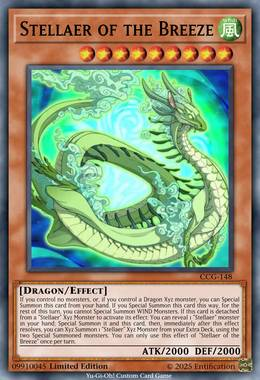 STELLAER OF THE BREEZE
風
CCG-148
[DRAGON/EFFECT]
If you control no monsters, or, if you control a Dragon Xyz monster, you can Special
Summon this card from your hand. If you Special Summon this card this way, for the
rest of this turn, you cannot Special Summon WIND Monsters. If this card is detached
from a "Stellaer" Xyz Monster to activate its effect: You can reveal 1 "Stellaer" monster
in your hand; Special Summon it and this card, then, immediately after this effect
resolves, you can Xyz Summon 1 "Stellaer" Xyz Monster from your Extra Deck, using the
two Special Summoned monsters. You can only use this effect of "Stellaer of the
Breeze" once per turn.
ATK/2000 DEF/2000
09910045 Limited Edition
©2025 Entification
Yu-Gi-Oh! Custom Card Game